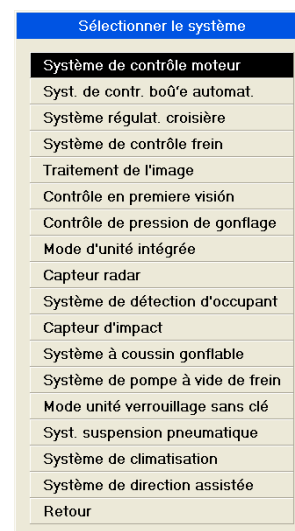 Sélectionner le système
Système de contrôle moteur
Syst. de contr. boû‘e automat.
Système régulat. croisière
Système de contrôle frein
Traitement de l'image
Contrôle en premiere visión
Contrôle de pression de gonflage
Mode d'unité intégrée
Capteur radar
Système de détection d'occupant
Capteur d'impact
Système à coussin gonflable
Système de pompe à vide de frein
Mode unité verrouillage sans clé
Syst. suspension pneumatique
Système de climatisation
Système de direction assistée
Retour